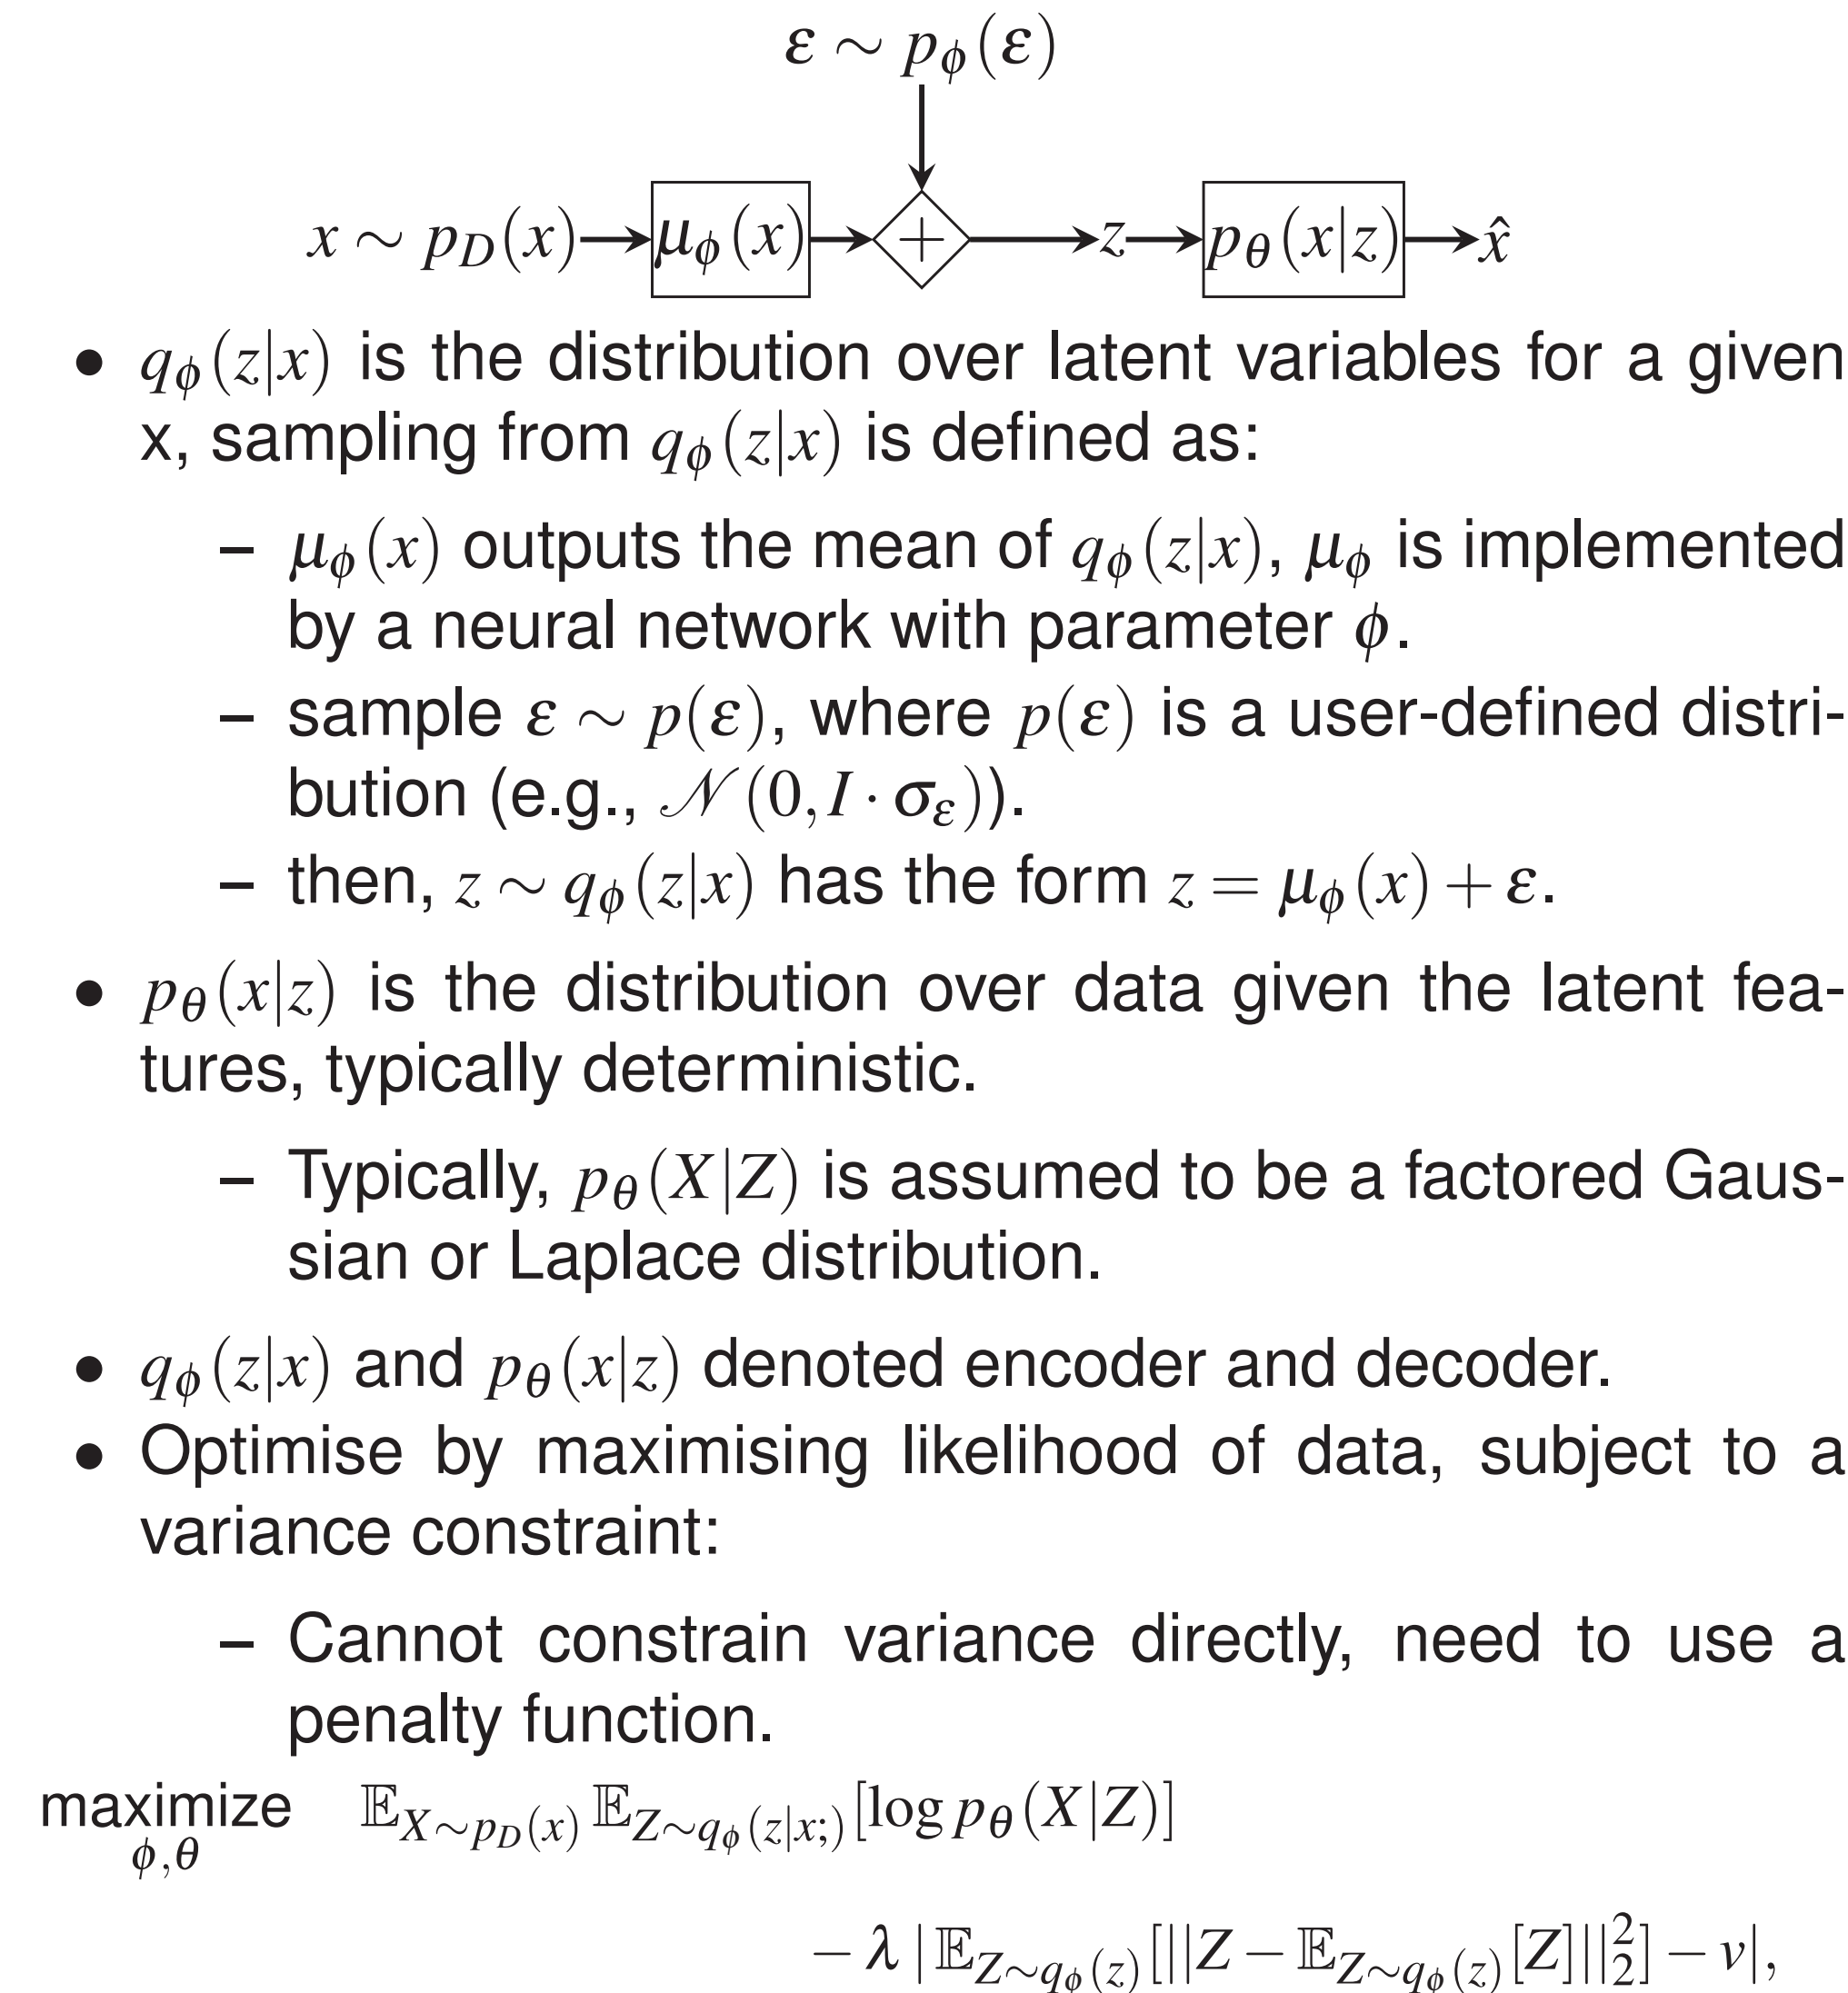 ε ∼ p_ϕ(ε)
x ∼ p_D(x) μ_ϕ(x) + z p_θ(x|z) x̂
• q_ϕ(z|x) is the distribution over latent variables for a given
x, sampling from q_ϕ(z|x) is defined as:
– μ_ϕ(x) outputs the mean of q_ϕ(z|x), μ_ϕ is implemented
by a neural network with parameter ϕ.
– sample ε ∼ p(ε), where p(ε) is a user-defined distri-
bution (e.g., 𝒩(0, I · σ_ε)).
– then, z ∼ q_ϕ(z|x) has the form z = μ_ϕ(x) + ε.
• p_θ(x|z) is the distribution over data given the latent fea-
tures, typically deterministic.
– Typically, p_θ(X|Z) is assumed to be a factored Gaus-
sian or Laplace distribution.
• q_ϕ(z|x) and p_θ(x|z) denoted encoder and decoder.
• Optimise by maximising likelihood of data, subject to a
variance constraint:
– Cannot constrain variance directly, need to use a
penalty function.
maximize 𝔼_{X∼p_D(x)} 𝔼_{Z∼q_ϕ(z|x;)}[log p_θ(X|Z)]
ϕ,θ
− λ |𝔼_{Z∼q_ϕ(z)}[||Z − 𝔼_{Z∼q_ϕ(z)}[Z]||₂²] − v|,